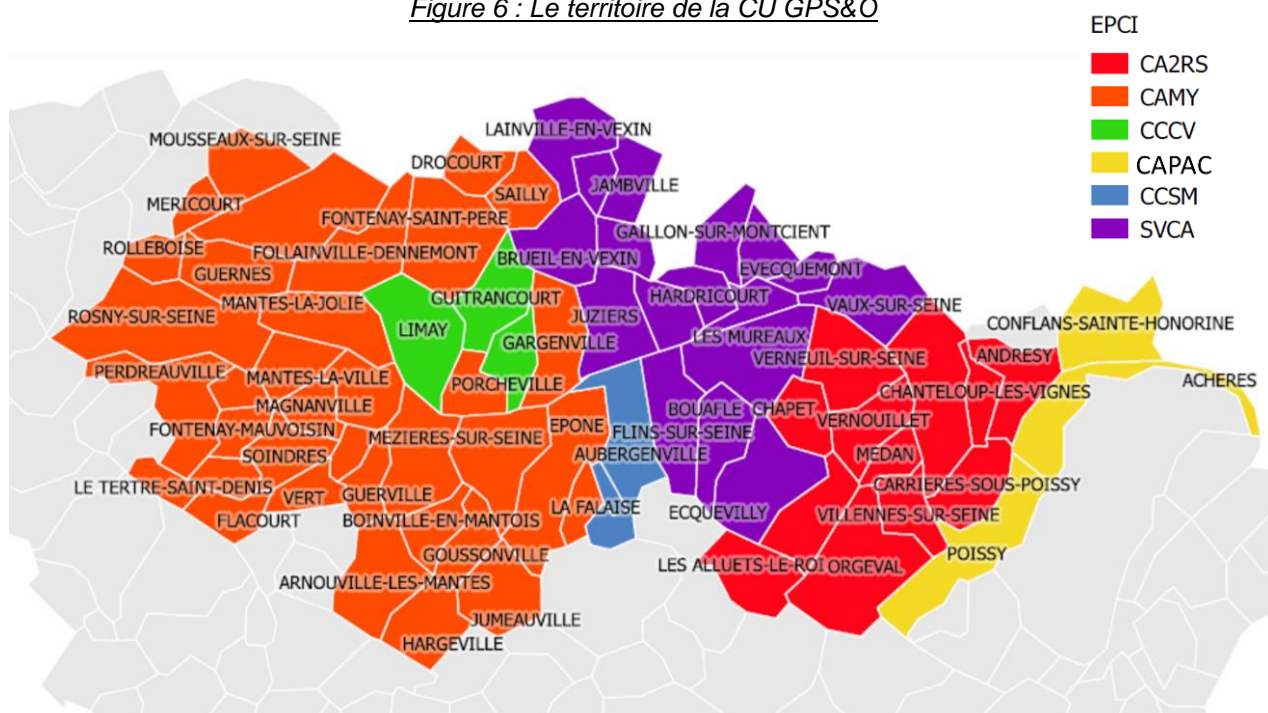 Figure 6 : Le territoire de la CU GPS&O
EPCI
CA2RS
CAMY
CCCV
CAPAC
CCSM
SVCA
LAINVILLE-EN-VEXIN
MOUSSEAUX-SUR-SEINE
DROCOURT
JAMBVILLE
SAILLY
MERICOURT
FONTENAY-SAINT-PERE
GAILLON-SUR-MONTCIENT
ROLLEBOISE
FOLLAINVILLE-DENNEMONT
BRUEIL-EN-VEXIN
GUERNES
EVECQUEMONT
GUITRANCOURT
HARDRICOURT
MANTES-LA-JOLIE
VAUX-SUR-SEINE
ROSNY-SUR-SEINE
JUZIERS
CONFLANS-SAINTE-HONORINE
LIMAY
LES MUREAUX
GARGENVILLE
VERNEUIL-SUR-SEINE
ANDRESY
PERDREAUVILLE
MANTES-LA-VILLE
PORCHEVILLE
ACHERES
CHANTELOUP-LES-VIGNES
MAGNANVILLE
BOUAFLE
CHAPET
VERNOUILLET
FONTENAY-MAUVOISIN
EPONE
FLINS-SUR-SEINE
MEZIERES-SUR-SEINE
SOINDRES
AUBERGENVILLE
MEDAN
LE TERTRE-SAINT-DENIS
VERT
GUERVILLE
CARRIERES-SOUS-POISSY
LA FALAISE
ECQUEVILLY
VILLENNES-SUR-SEINE
FLACOURT
BOINVILLE-EN-MANTOIS
GOUSSONVILLE
POISSY
LES ALLUETS-LE-ROI
ORGEVAL
ARNOUVILLE-LES-MANTES
JUMEAUVILLE
HARGEVILLE